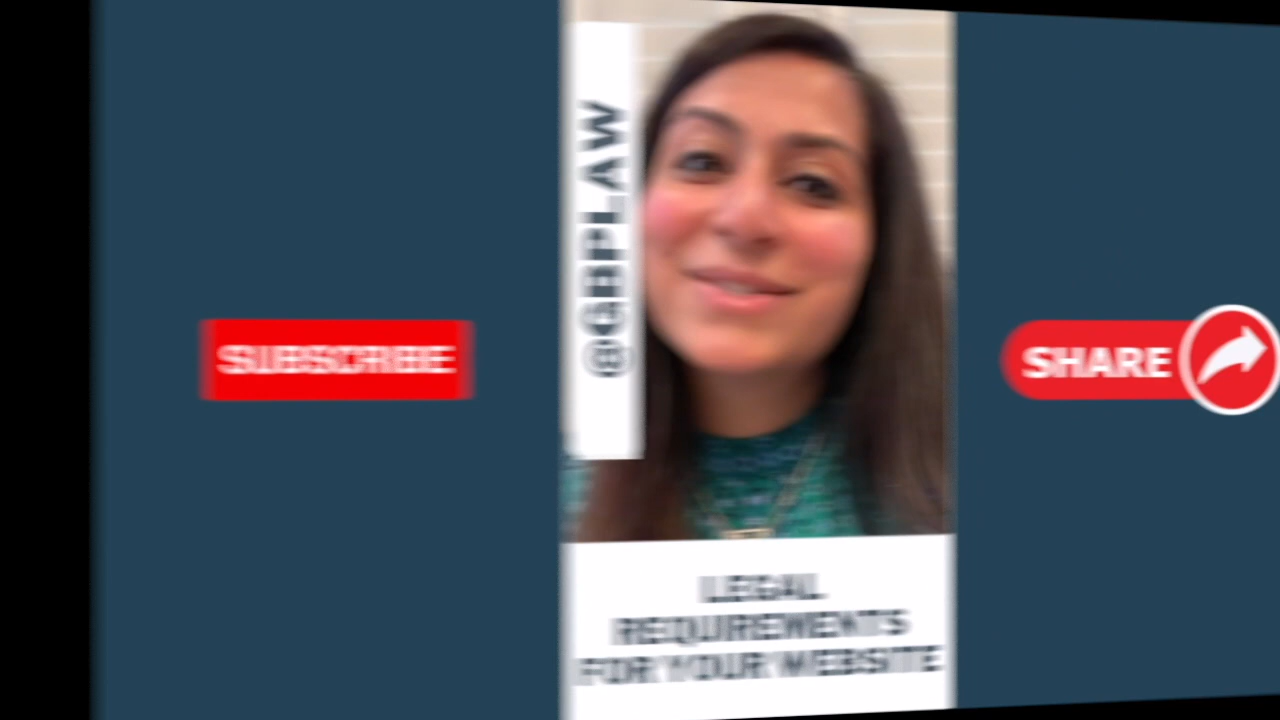 @GBPLAW
SUBSCRIBE
SHARE
LEGAL
REQUIREMENTS
FOR YOUR WEBSITE